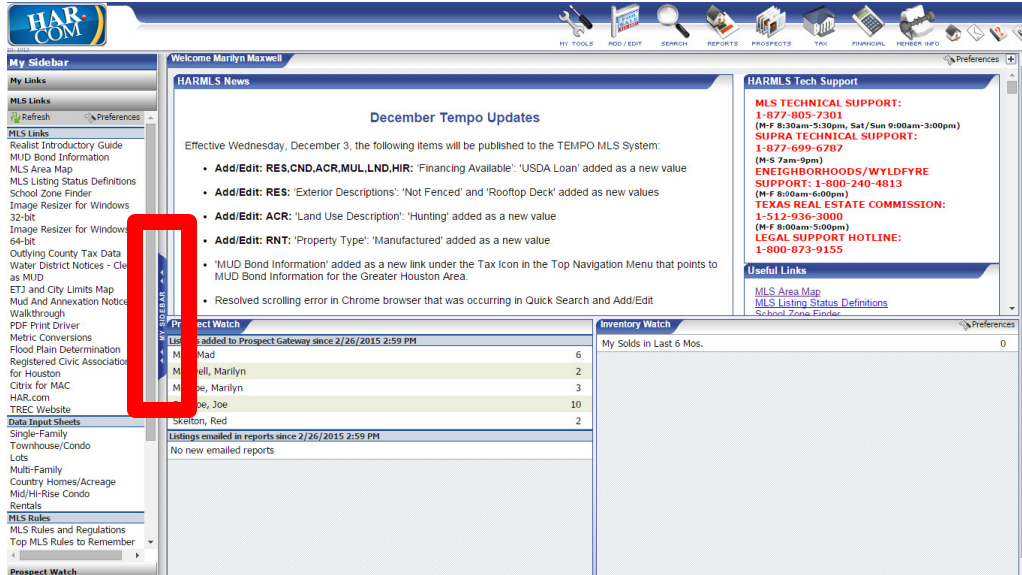 HAR
COM
ID: 1012
MY TOOLS
ADD / EDIT
SEARCH
REPORTS
PROSPECTS
TAX
FINANCIAL
MEMBER INFO
My Sidebar
My Links
MLS Links
Refresh Preferences
MLS Links
Realist Introductory Guide
MUD Bond Information
MLS Area Map
MLS Listing Status Definitions
School Zone Finder
Image Resizer for Windows
32-bit
Image Resizer for Windows
64-bit
Outlying County Tax Data
Water District Notices - Cle
as MUD
ETJ and City Limits Map
Mud And Annexation Notice
Walkthrough
PDF Print Driver
Metric Conversions
Flood Plain Determination
Registered Civic Association
for Houston
Citrix for MAC
HAR.com
TREC Website
Data Input Sheets
Single-Family
Townhouse/Condo
Lots
Multi-Family
Country Homes/Acreage
Mid/Hi-Rise Condo
Rentals
MLS Rules
MLS Rules and Regulations
Top MLS Rules to Remember
Prospect Watch
MY SIDEBAR
Welcome Marilyn Maxwell
Preferences
HARMLS News
December Tempo Updates
Effective Wednesday, December 3, the following items will be published to the TEMPO MLS System:
• Add/Edit: RES,CND,ACR,MUL,LND,HIR: 'Financing Available': 'USDA Loan' added as a new value
• Add/Edit: RES: 'Exterior Descriptions': 'Not Fenced' and 'Rooftop Deck' added as new values
• Add/Edit: ACR: 'Land Use Description': 'Hunting' added as a new value
• Add/Edit: RNT: 'Property Type': 'Manufactured' added as a new value
• 'MUD Bond Information' added as a new link under the Tax Icon in the Top Navigation Menu that points to
MUD Bond Information for the Greater Houston Area.
• Resolved scrolling error in Chrome browser that was occurring in Quick Search and Add/Edit
HARMLS Tech Support
MLS TECHNICAL SUPPORT:
1-877-805-7301
(M-F 8:30am-5:30pm, Sat/Sun 9:00am-3:00pm)
SUPRA TECHNICAL SUPPORT:
1-877-699-6787
(M-S 7am-9pm)
ENEIGHBORHOODS/WYLDFYRE
SUPPORT: 1-800-240-4813
(M-F 8:00am-6:00pm)
TEXAS REAL ESTATE COMMISSION:
1-512-936-3000
(M-F 8:00am-5:00pm)
LEGAL SUPPORT HOTLINE:
1-800-873-9155
Useful Links
MLS Area Map
MLS Listing Status Definitions
School Zone Finder
Prospect Watch
Listings added to Prospect Gateway since 2/26/2015 2:59 PM
Mad 6
Marilyn 2
Marilyn 3
Joe 10
Skelton, Red 2
Listings emailed in reports since 2/26/2015 2:59 PM
No new emailed reports
Inventory Watch
Preferences
My Solds in Last 6 Mos. 0